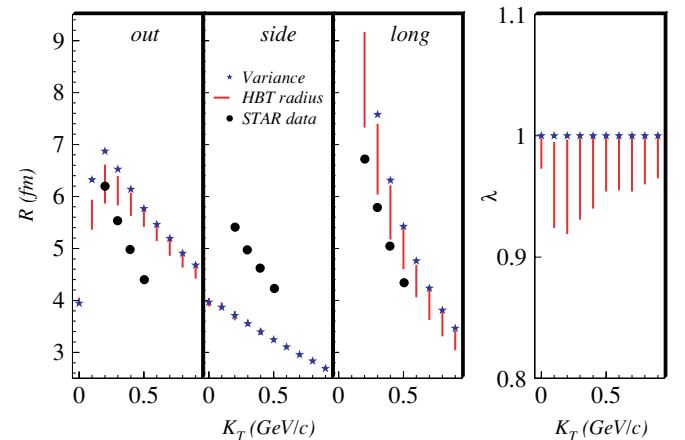 out side long
Variance
HBT radius
STAR data
R (fm)
9
8
7
6
5
4
3
0 0.5 0 0.5 0 0.5
K_T (GeV/c)
λ
1.1
1
0.9
0.8
0 0.5
K_T (GeV/c)